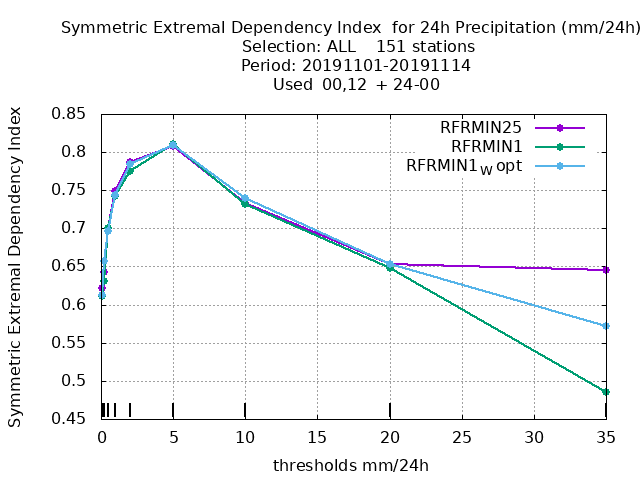 Symmetric Extremal Dependency Index  for 24h Precipitation (mm/24h)
Selection: ALL    151 stations
Period: 20191101-20191114
Used  00,12  + 24-00
Symmetric Extremal Dependency Index
0.85
0.8
0.75
0.7
0.65
0.6
0.55
0.5
0.45
RFRMIN25
RFRMIN1
RFRMIN1W opt
0 5 10 15 20 25 30 35
thresholds mm/24h